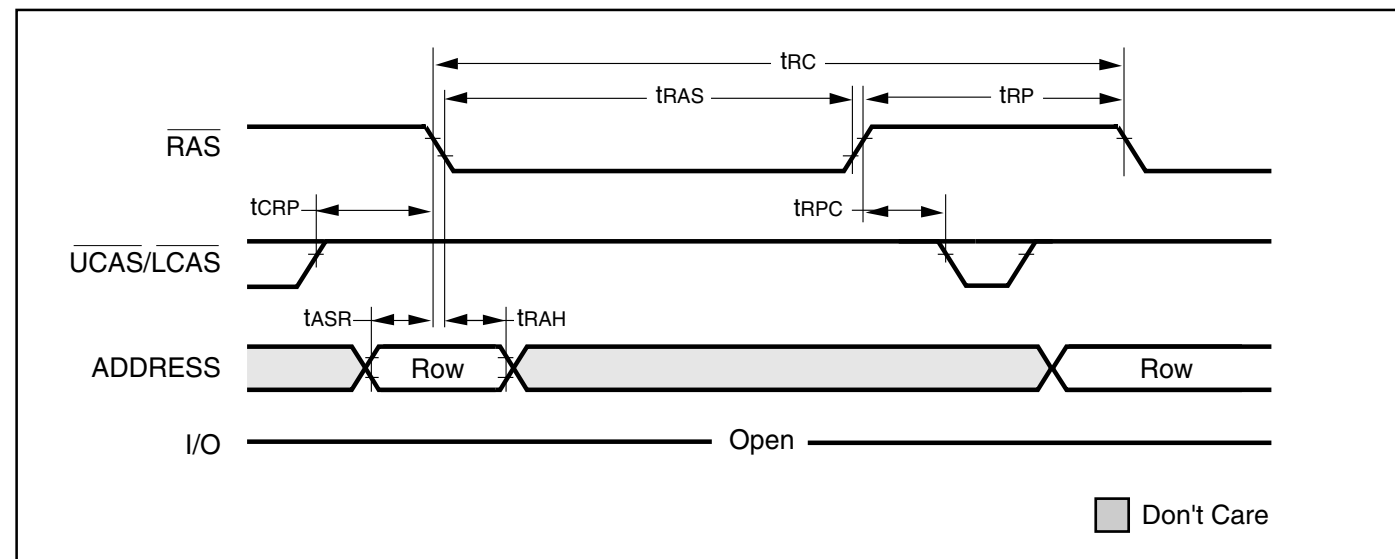 tRC
tRAS
tRP
RAS
tCRP
tRPC
UCAS/LCAS
tASR
tRAH
ADDRESS
Row
Row
I/O
Open
Don't Care